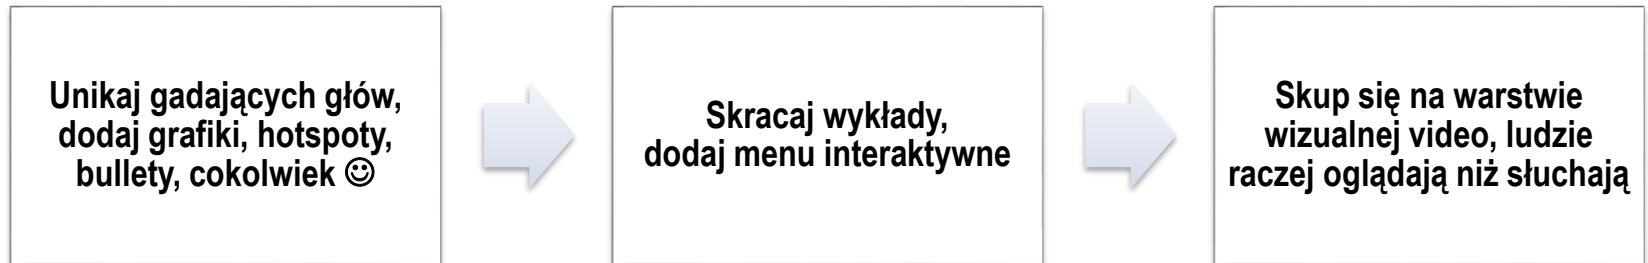 Unikaj gadających głów,
dodaj grafiki, hotspoty,
bullety, cokolwiek ☺
Skracaj wykłady,
dodaj menu interaktywne
Skup się na warstwie
wizualnej video, ludzie
raczej oglądają niż słuchają